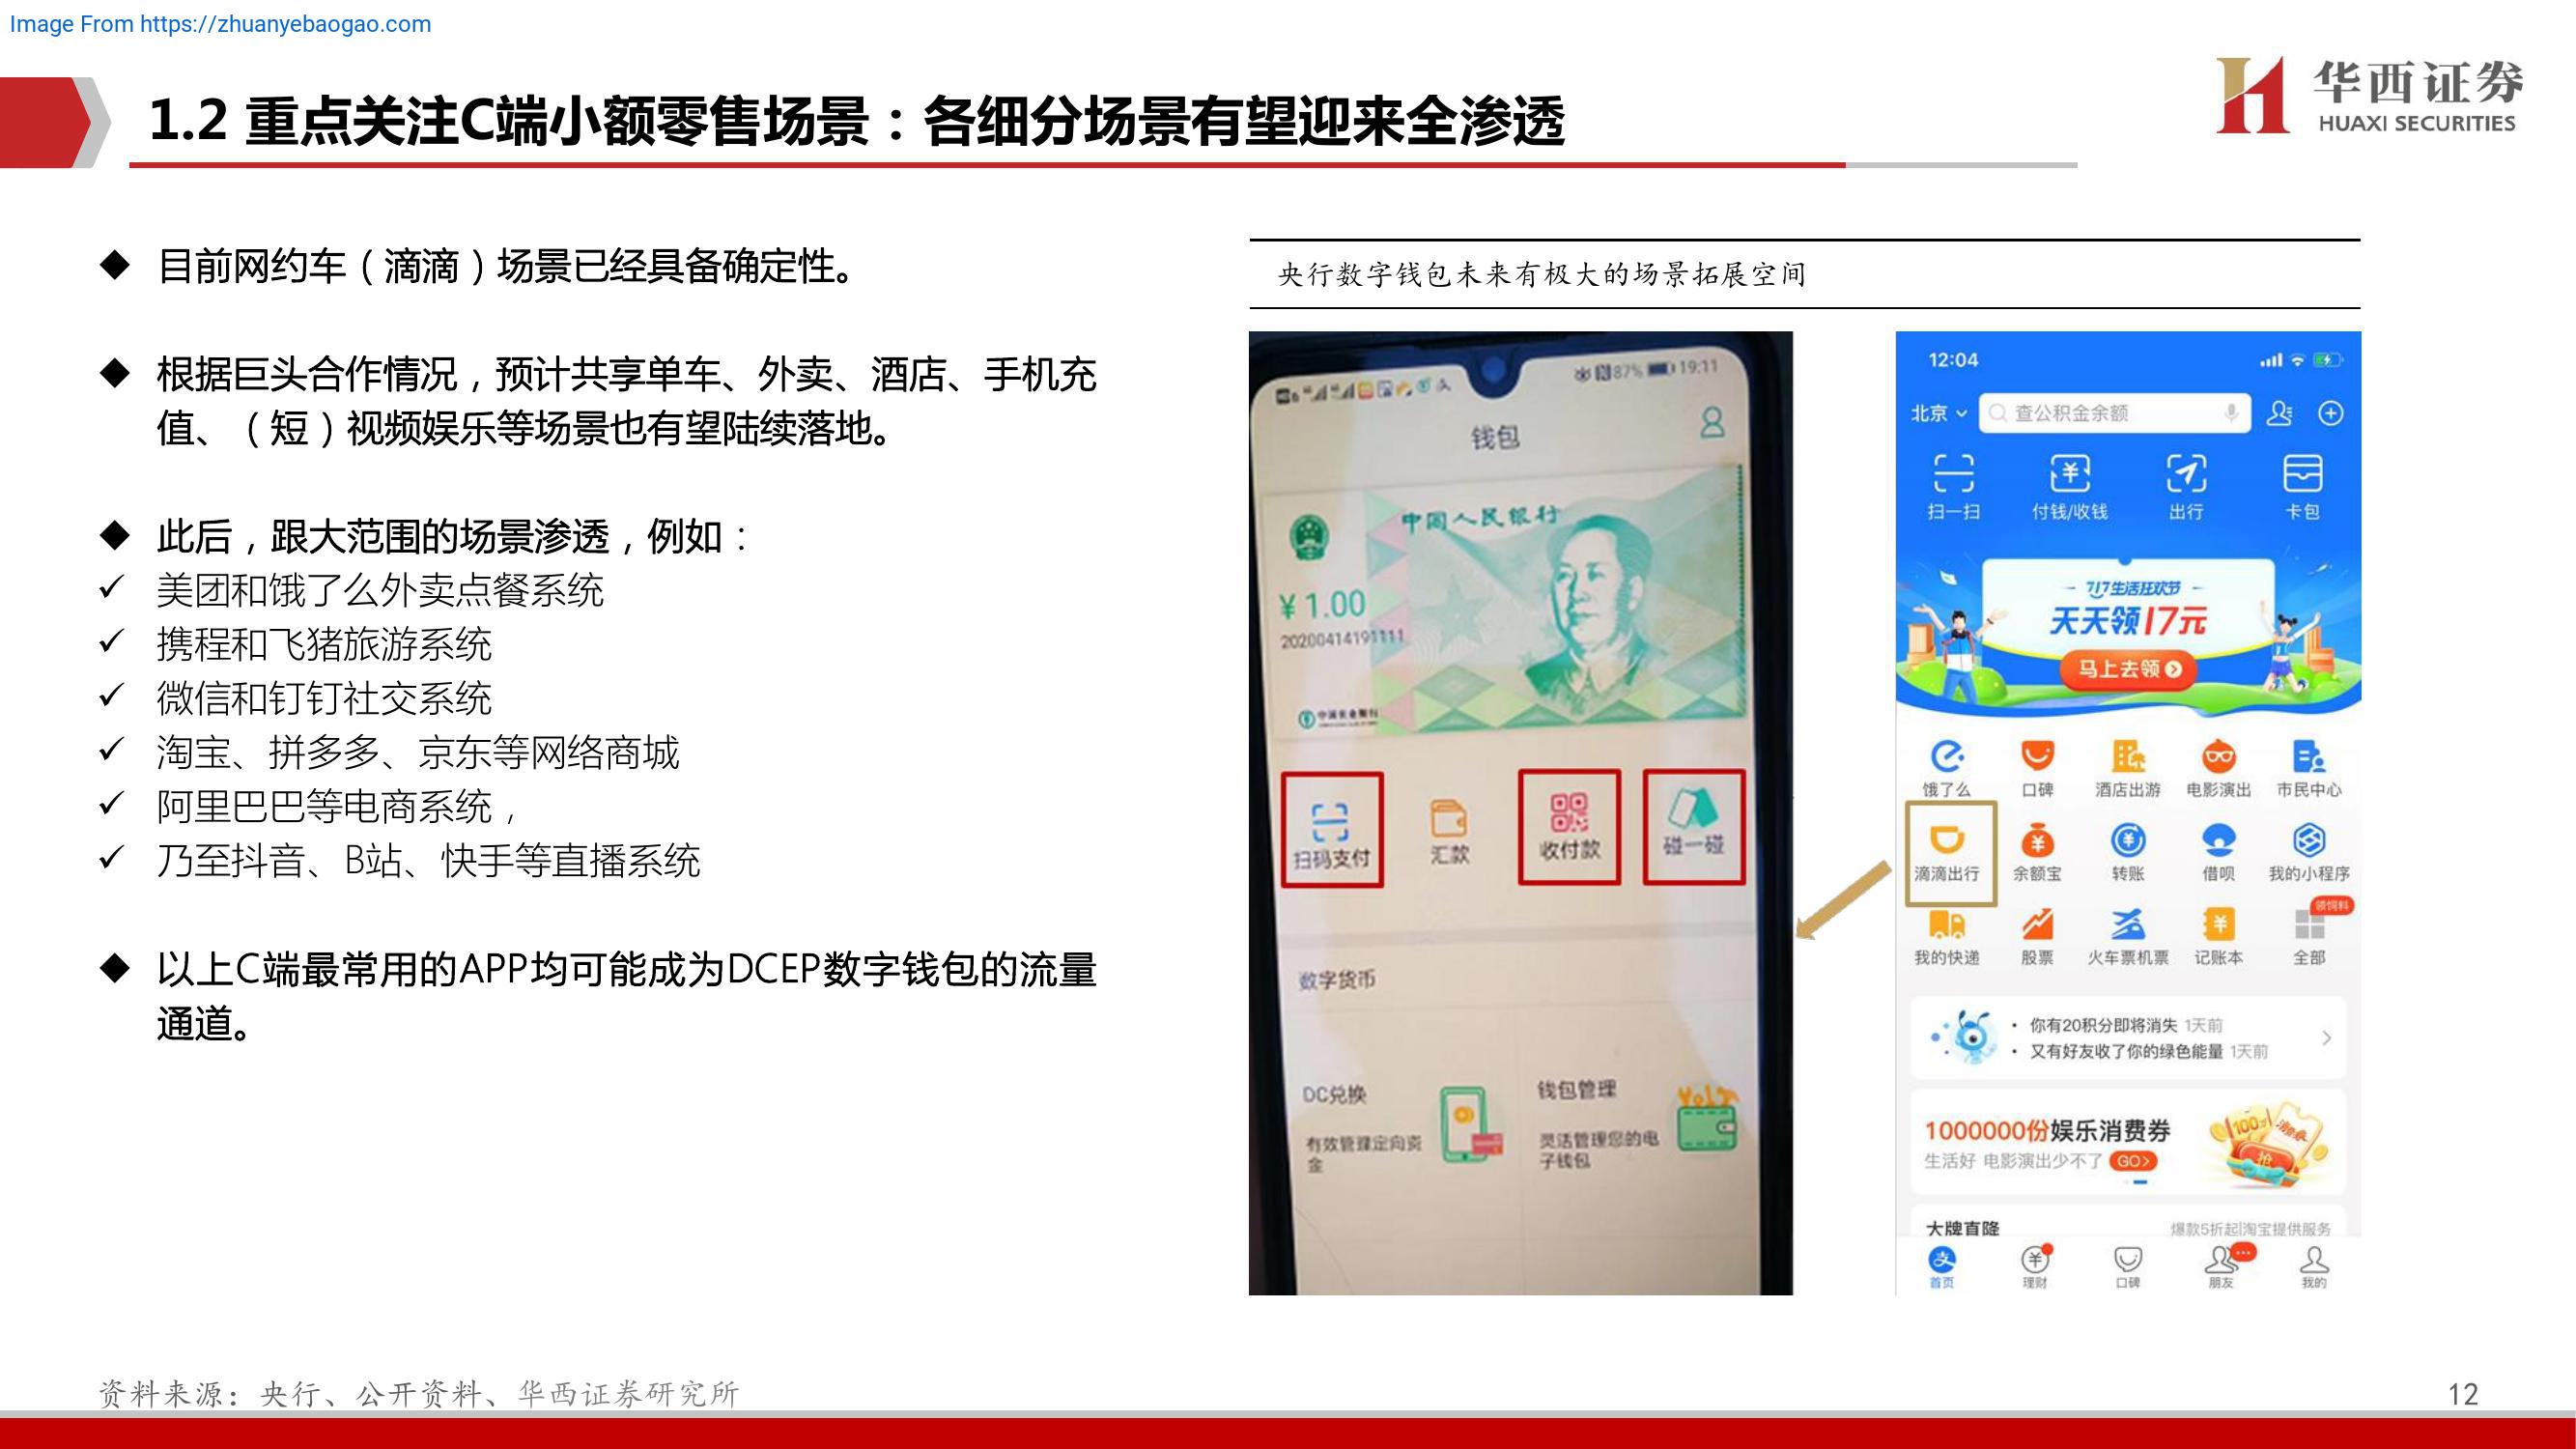 Image From https://zhuanyebaogao.com
1.2 重点关注C端小额零售场景：各细分场景有望迎来全渗透
华西证券
HUAXI SECURITIES
目前网约车（滴滴）场景已经具备确定性。
根据巨头合作情况，预计共享单车、外卖、酒店、手机充
值、（短）视频娱乐等场景也有望陆续落地。
此后，跟大范围的场景渗透，例如：
美团和饿了么外卖点餐系统
携程和飞猪旅游系统
微信和钉钉社交系统
淘宝、拼多多、京东等网络商城
阿里巴巴等电商系统，
乃至抖音、B站、快手等直播系统
以上C端最常用的APP均可能成为DCEP数字钱包的流量
通道。
央行数字钱包未来有极大的场景拓展空间
87% 19:11
钱包
中国人民银行
¥ 1.00
20200414191111
中国农业银行
扫码支付 汇款 收付款 碰一碰
数字货币
DC兑换
有效管理定向资
金
钱包管理
灵活管理您的电
子钱包
12:04
北京 查公积金余额
扫一扫 付钱/收钱 出行 卡包
717生活狂欢节
天天领17元
马上去领
饿了么 口碑 酒店出游 电影演出 市民中心
滴滴出行 余额宝 转账 借呗 我的小程序
领饲料
我的快递 股票 火车票机票 记账本 全部
· 你有20积分即将消失 1天前
· 又有好友收了你的绿色能量 1天前
1000000份娱乐消费券
生活好 电影演出少不了 GO>
大牌直降 爆款5折起|淘宝提供服务
首页 理财 口碑 朋友 我的
资料来源：央行、公开资料、华西证券研究所
12